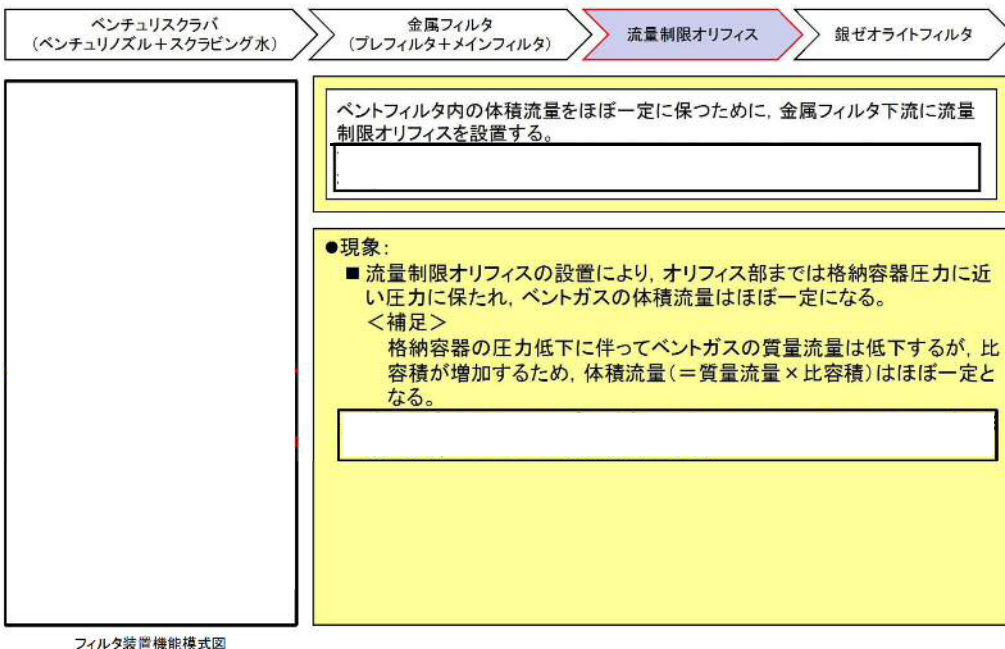 ベンチュリスクラバ
(ベンチュリノズル+スクラビング水)
金属フィルタ
(プレフィルタ+メインフィルタ)
流量制限オリフィス
銀ゼオライトフィルタ
ベントフィルタ内の体積流量をほぼ一定に保つために,金属フィルタ下流に流量
制限オリフィスを設置する。
●現象:
■ 流量制限オリフィスの設置により,オリフィス部までは格納容器圧力に近
い圧力に保たれ,ベントガスの体積流量はほぼ一定になる。
<補足>
格納容器の圧力低下に伴ってベントガスの質量流量は低下するが,比
容積が増加するため,体積流量(=質量流量×比容積)はほぼ一定と
なる。
フィルタ装置機能模式図